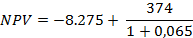 NPV = −8.275 + 374 / 1 + 0,065